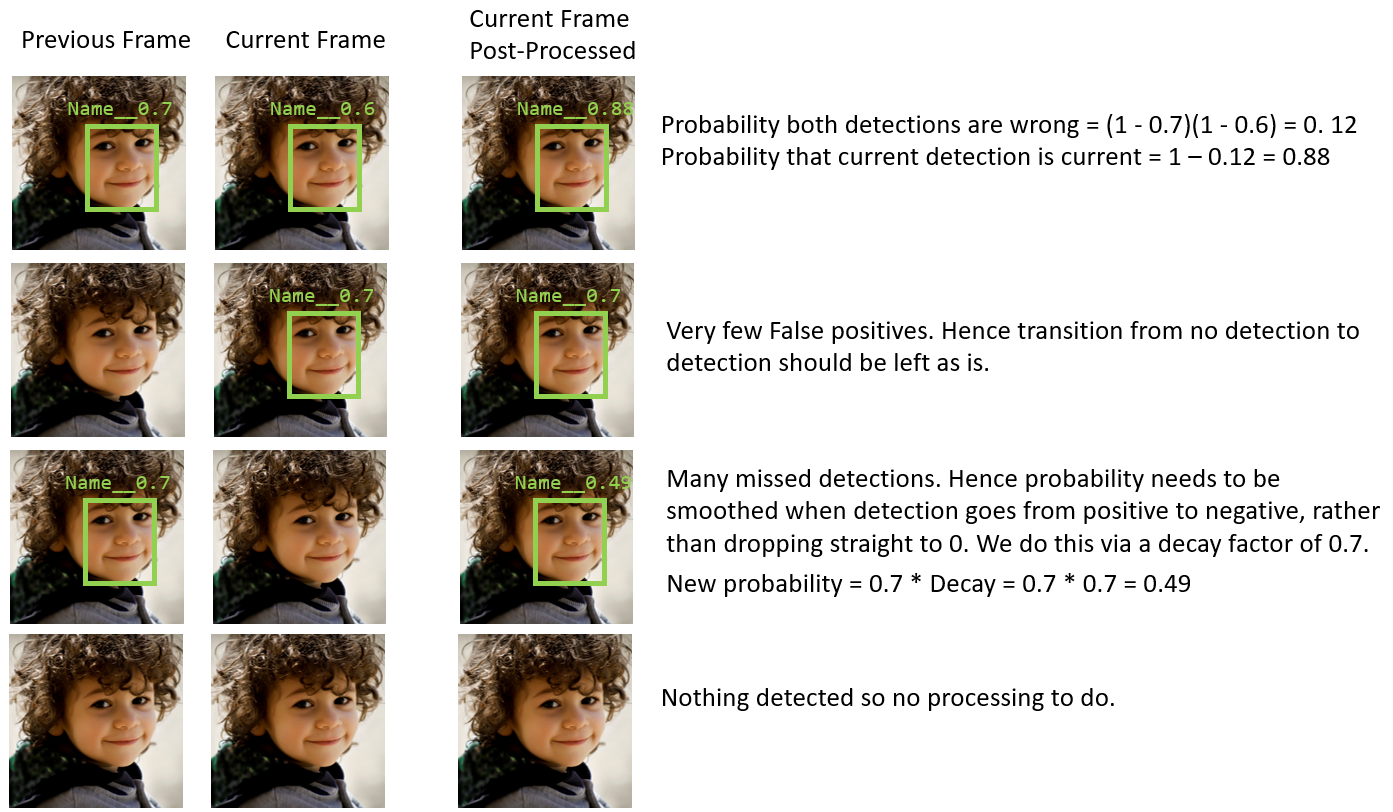 Previous Frame
Current Frame
Current Frame
Post-Processed
Name__0.7
Name__0.6
Name__0.88
Probability both detections are wrong = (1 - 0.7)(1 - 0.6) = 0. 12
Probability that current detection is current = 1 – 0.12 = 0.88
Name__0.7
Name__0.7
Very few False positives. Hence transition from no detection to
detection should be left as is.
Name__0.7
Name__0.49
Many missed detections. Hence probability needs to be
smoothed when detection goes from positive to negative, rather
than dropping straight to 0. We do this via a decay factor of 0.7.
New probability = 0.7 * Decay = 0.7 * 0.7 = 0.49
Nothing detected so no processing to do.